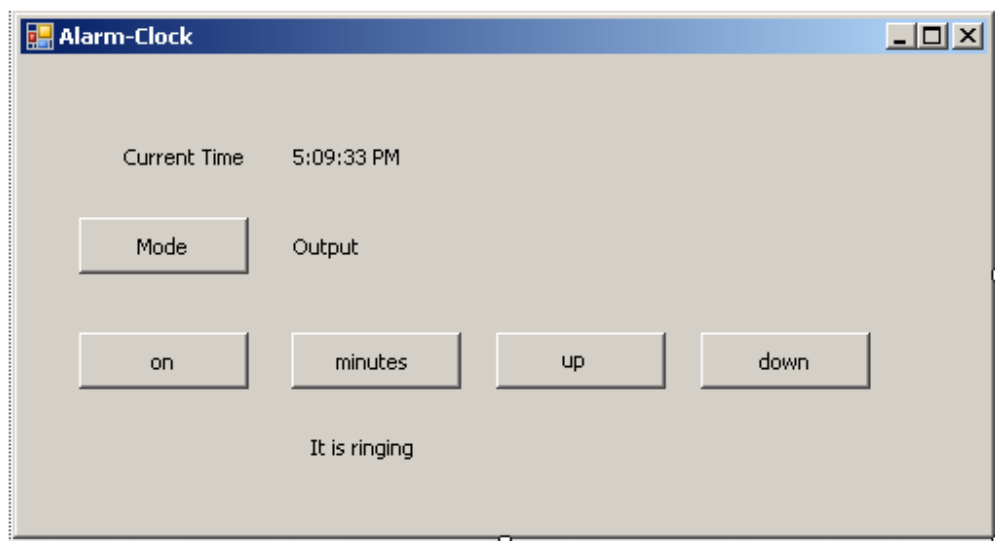 Alarm-Clock
Current Time 5:09:33 PM
Mode Output
on minutes up down
It is ringing